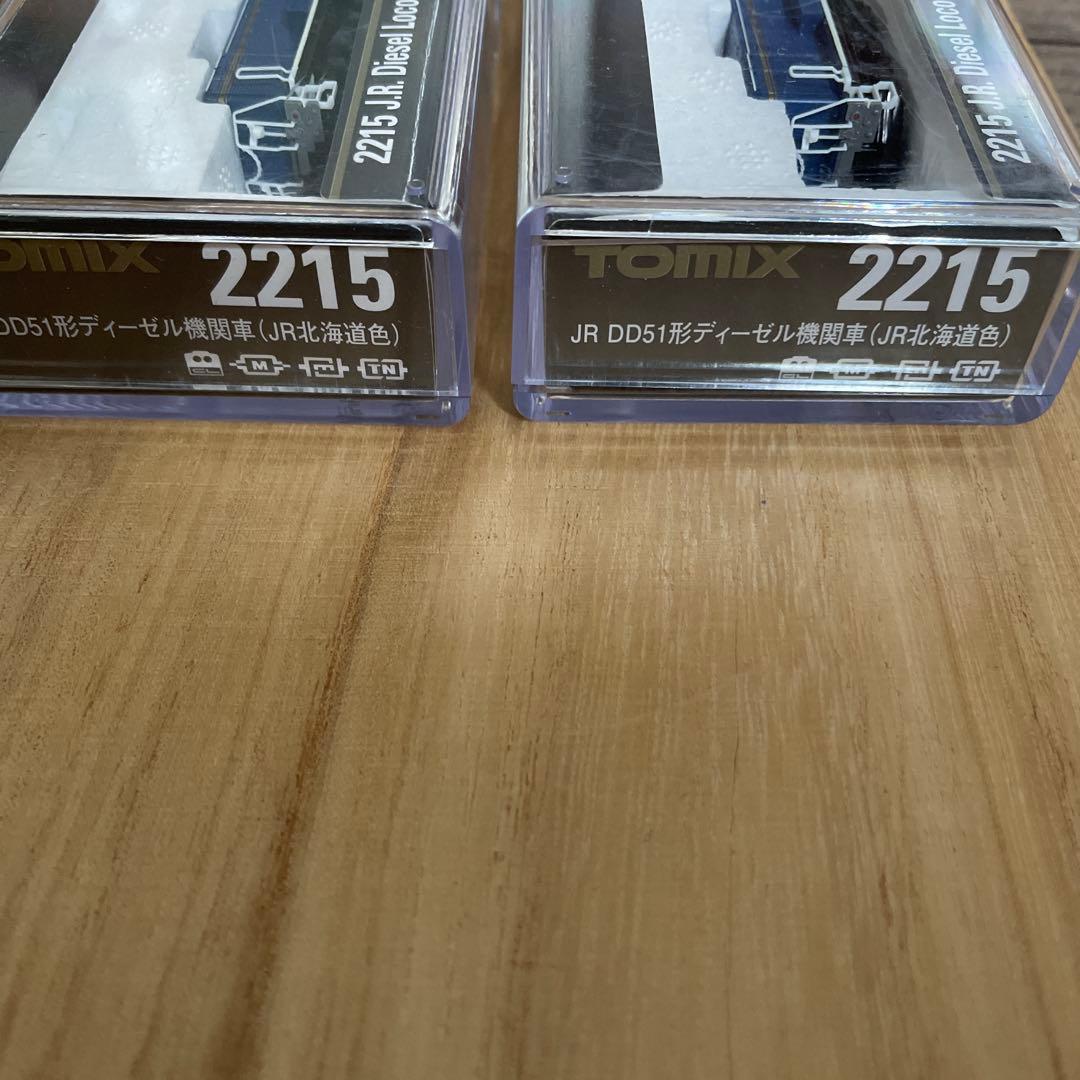 2215 J.R. Diesel Loco
TOMIX 2215
DD51形ディーゼル機関車(JR北海道色)
M TN
2215 J.R. Diesel Loco
TOMIX 2215
JR DD51形ディーゼル機関車(JR北海道色)
M TN